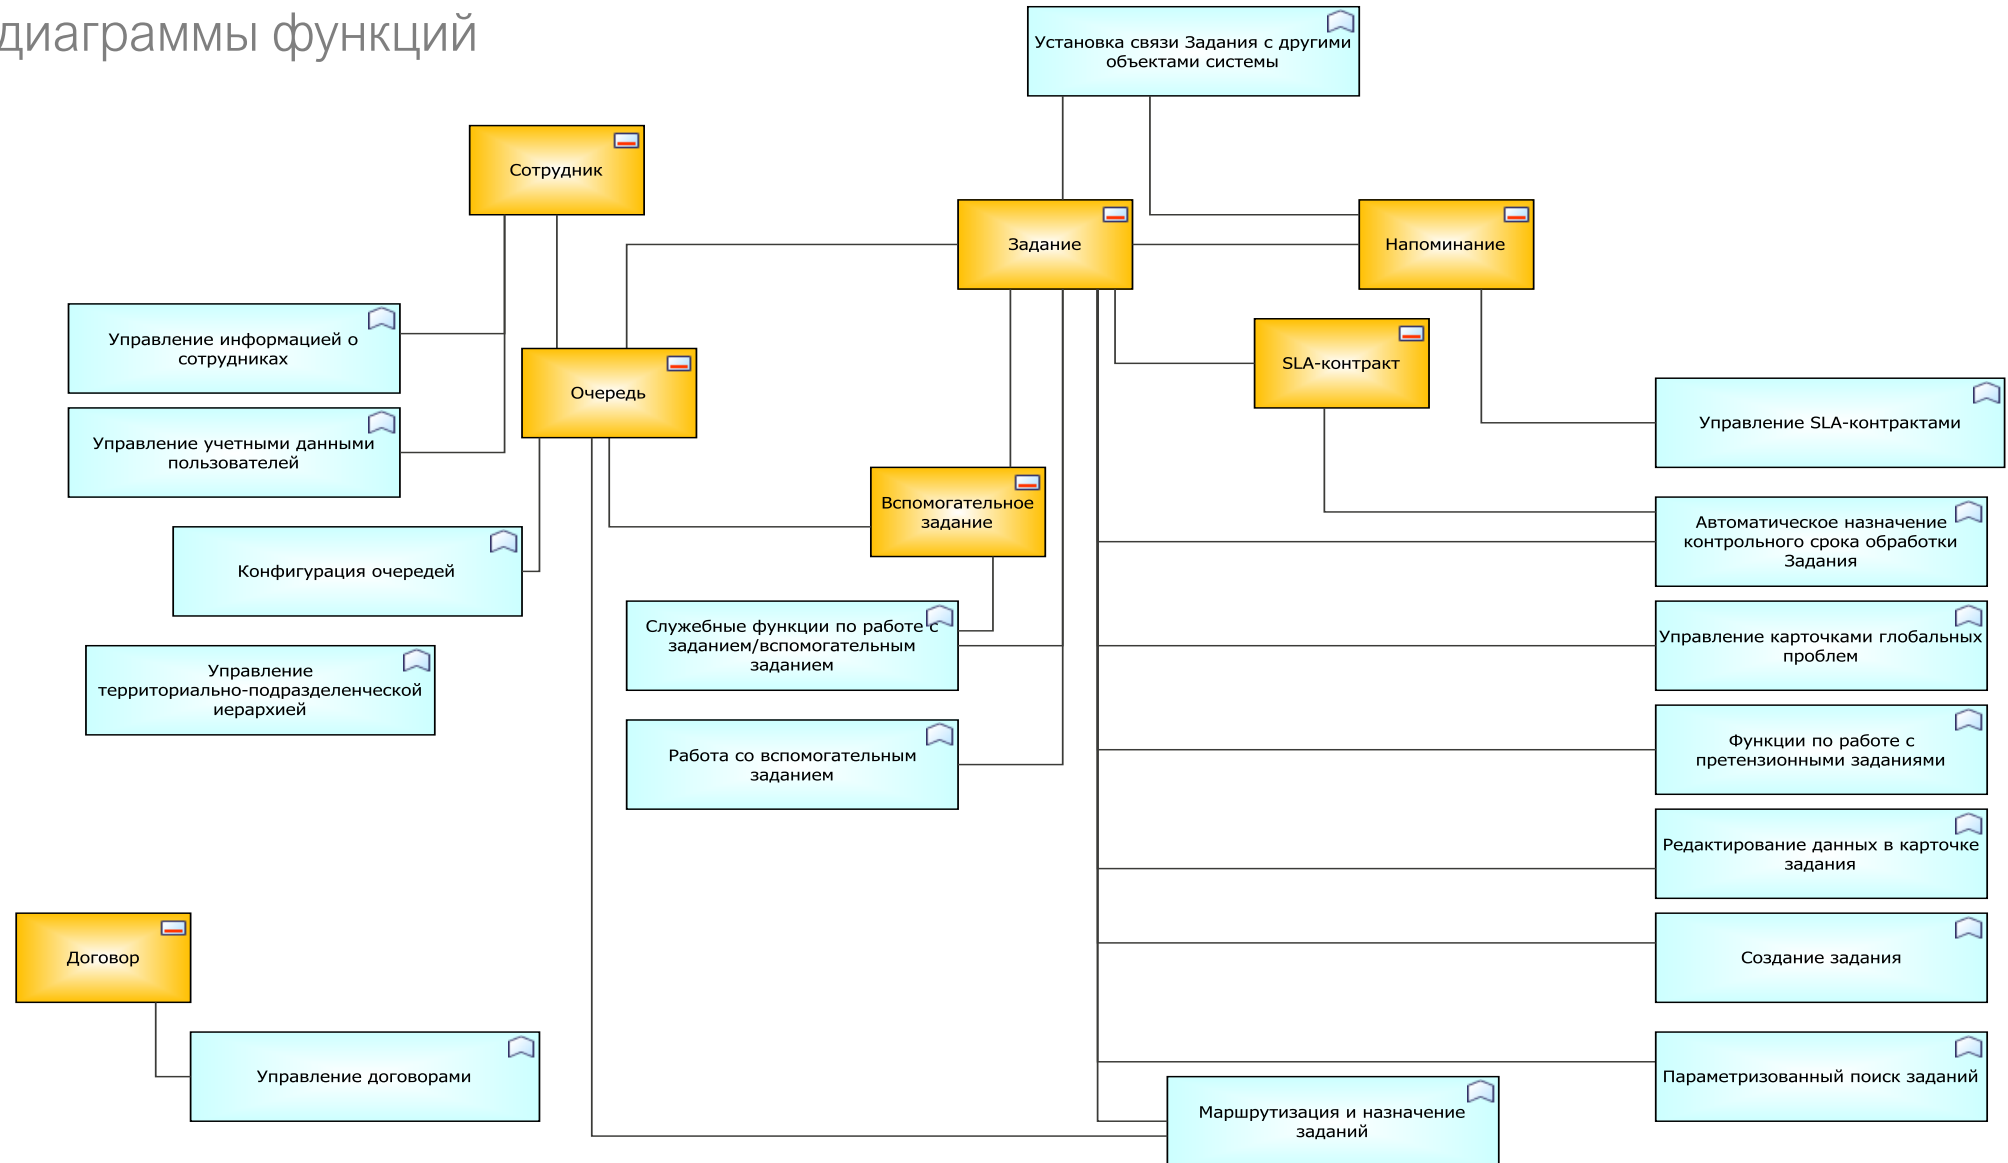 диаграммы функций
Установка связи Задания с другими
объектами системы
Сотрудник
Задание
Напоминание
Управление информацией о
сотрудниках
SLA-контракт
Очередь
Управление SLA-контрактами
Управление учетными данными
пользователей
Вспомогательное
задание
Автоматическое назначение
контрольного срока обработки
Задания
Конфигурация очередей
Служебные функции по работе с
заданием/вспомогательным
заданием
Управление карточками глобальных
проблем
Управление
территориально-подразделенческой
иерархией
Функции по работе с
претензионными заданиями
Работа со вспомогательным
заданием
Редактирование данных в карточке
задания
Договор
Создание задания
Управление договорами
Параметризованный поиск заданий
Маршрутизация и назначение
заданий